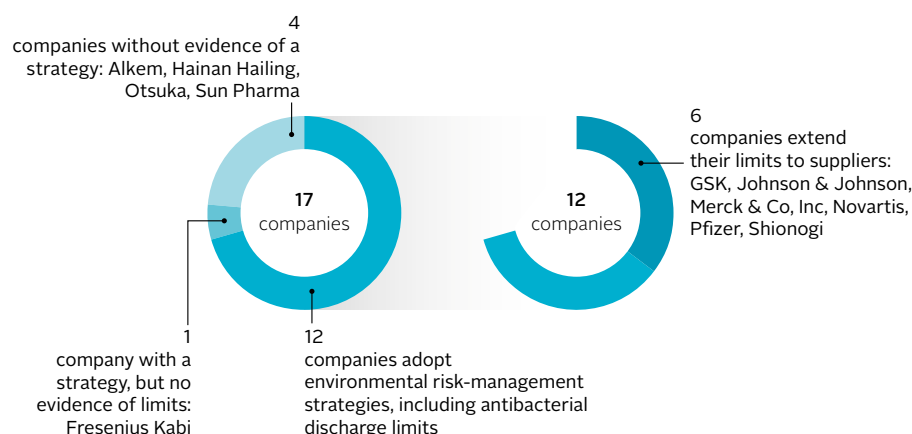 4
companies without evidence of a
strategy: Alkem, Hainan Hailing,
Otsuka, Sun Pharma
17
companies
1
company with a
strategy, but no
evidence of limits:
Fresenius Kabi
12
companies adopt
environmental risk-management
strategies, including antibacterial
discharge limits
12
companies
6
companies extend
their limits to suppliers:
GSK, Johnson & Johnson,
Merck & Co, Inc, Novartis,
Pfizer, Shionogi